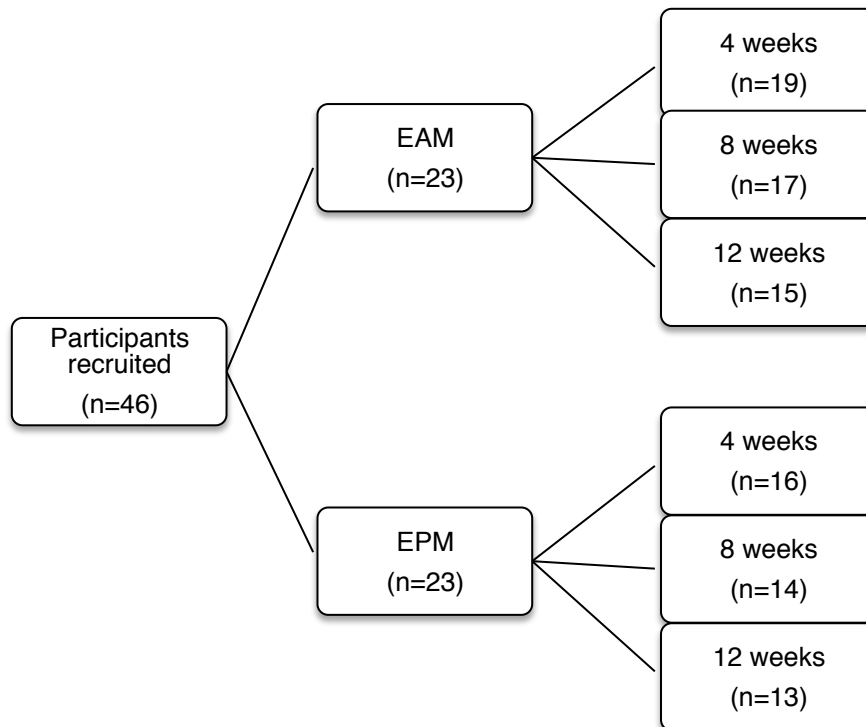 4 weeks
(n=19)
EAM
(n=23)
8 weeks
(n=17)
12 weeks
(n=15)
Participants
recruited
(n=46)
4 weeks
(n=16)
EPM
(n=23)
8 weeks
(n=14)
12 weeks
(n=13)